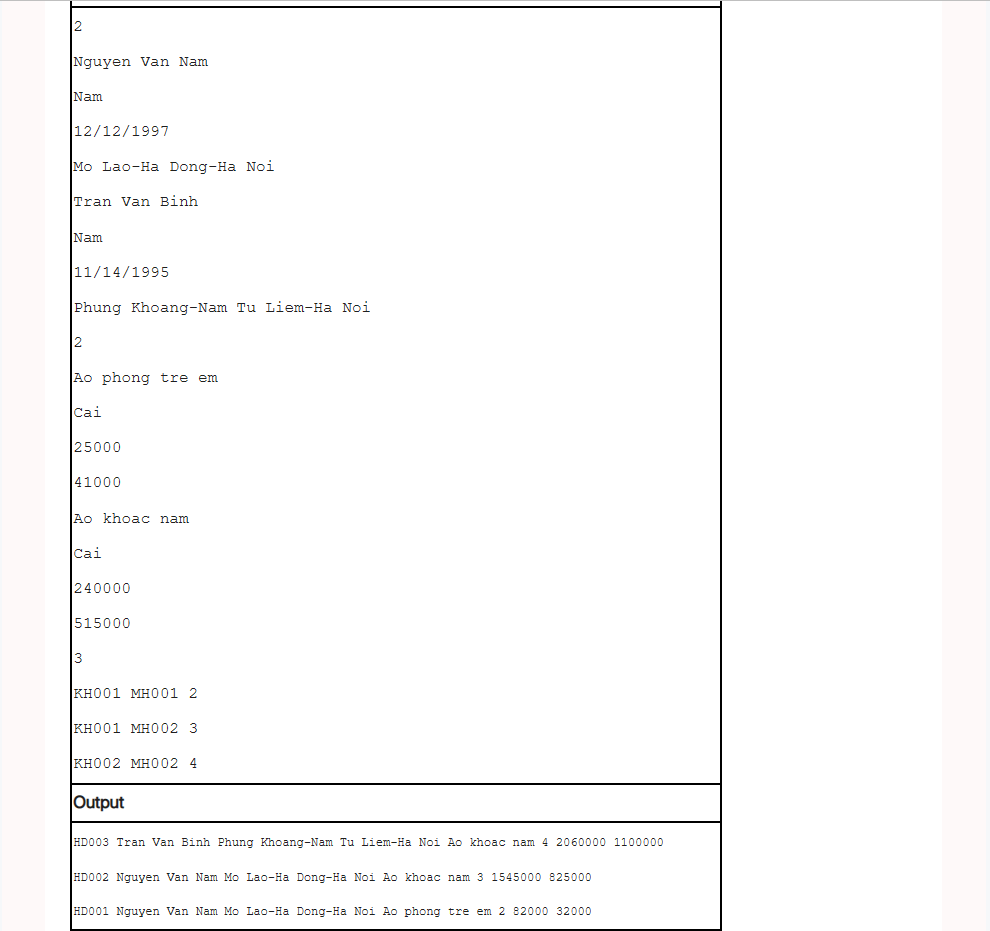 2
Nguyen Van Nam
Nam
12/12/1997
Mo Lao-Ha Dong-Ha Noi
Tran Van Binh
Nam
11/14/1995
Phung Khoang-Nam Tu Liem-Ha Noi
2
Ao phong tre em
Cai
25000
41000
Ao khoac nam
Cai
240000
515000
3
KH001 MH001 2
KH001 MH002 3
KH002 MH002 4
Output
HD003 Tran Van Binh Phung Khoang-Nam Tu Liem-Ha Noi Ao khoac nam 4 2060000 1100000
HD002 Nguyen Van Nam Mo Lao-Ha Dong-Ha Noi Ao khoac nam 3 1545000 825000
HD001 Nguyen Van Nam Mo Lao-Ha Dong-Ha Noi Ao phong tre em 2 82000 32000